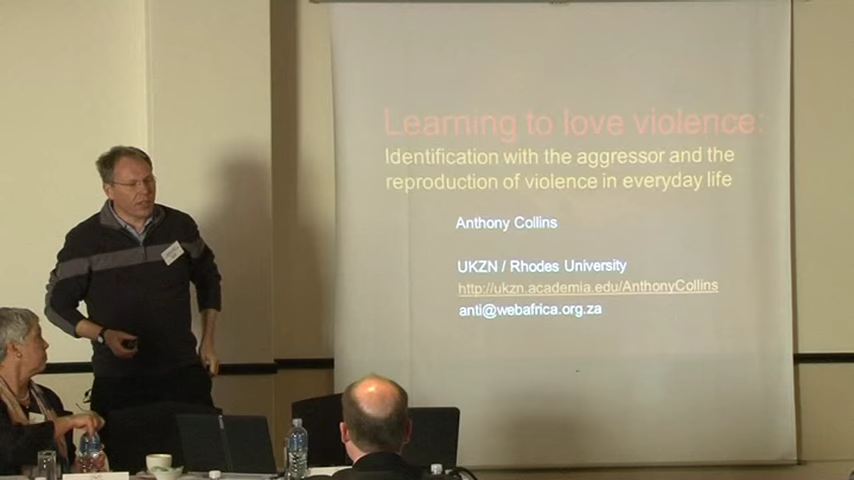 Learning to love violence:
Identification with the aggressor and the
reproduction of violence in everyday life
Anthony Collins
UKZN / Rhodes University
http://ukzn.academia.edu/AnthonyCollins
anti@webafrica.org.za